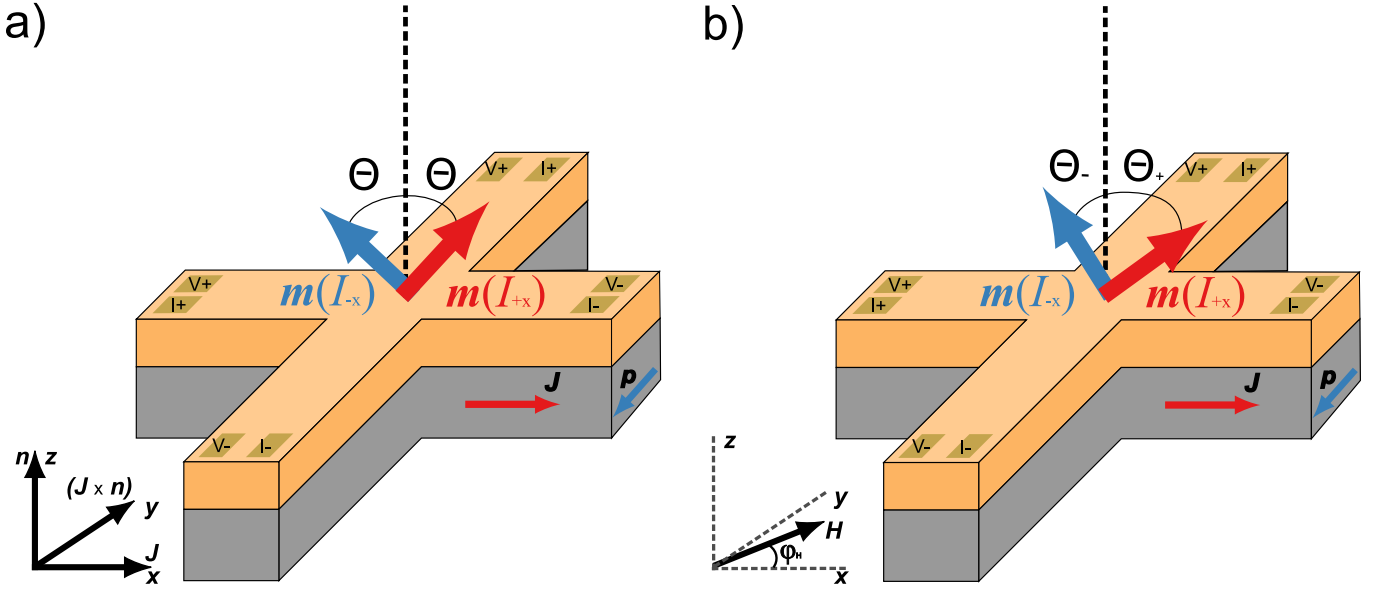 a)
Θ Θ
V+ I+
V+
I+
m(I-x) m(I+x)
V-
I-
J
p
V- I-
n z
(J x n)
y
J
x
b)
Θ- Θ+
V+ I+
V+
I+
m(I-x) m(I+x)
V-
I-
J
p
V- I-
z
y
H
φH
x